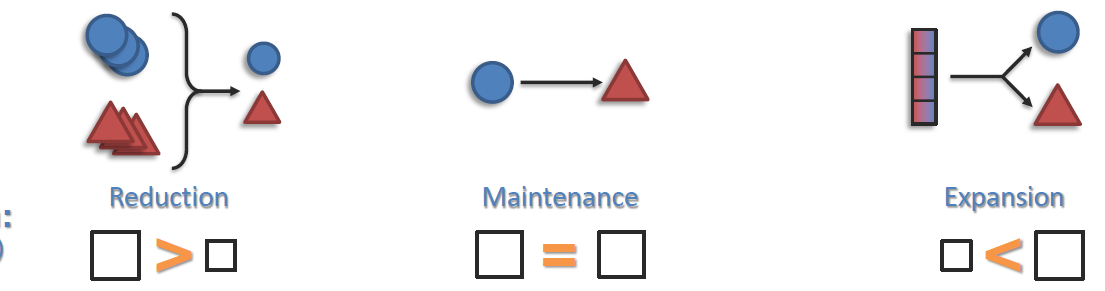 Reduction
Maintenance
Expansion
:
)
>
=
<